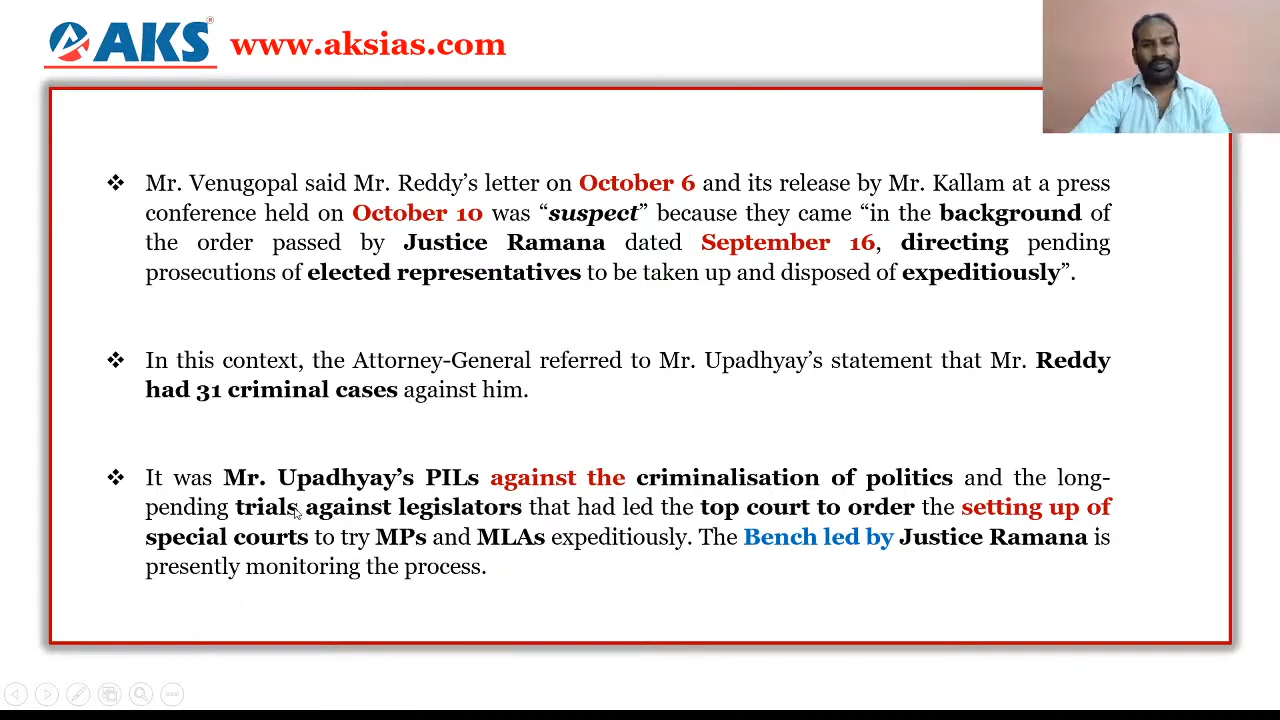 AKS
www.aksias.com
❖ Mr. Venugopal said Mr. Reddy’s letter on October 6 and its release by Mr. Kallam at a press
conference held on October 10 was “suspect” because they came “in the background of
the order passed by Justice Ramana dated September 16, directing pending
prosecutions of elected representatives to be taken up and disposed of expeditiously”.
❖ In this context, the Attorney-General referred to Mr. Upadhyay’s statement that Mr. Reddy
had 31 criminal cases against him.
❖ It was Mr. Upadhyay’s PILs against the criminalisation of politics and the long-
pending trials against legislators that had led the top court to order the setting up of
special courts to try MPs and MLAs expeditiously. The Bench led by Justice Ramana is
presently monitoring the process.